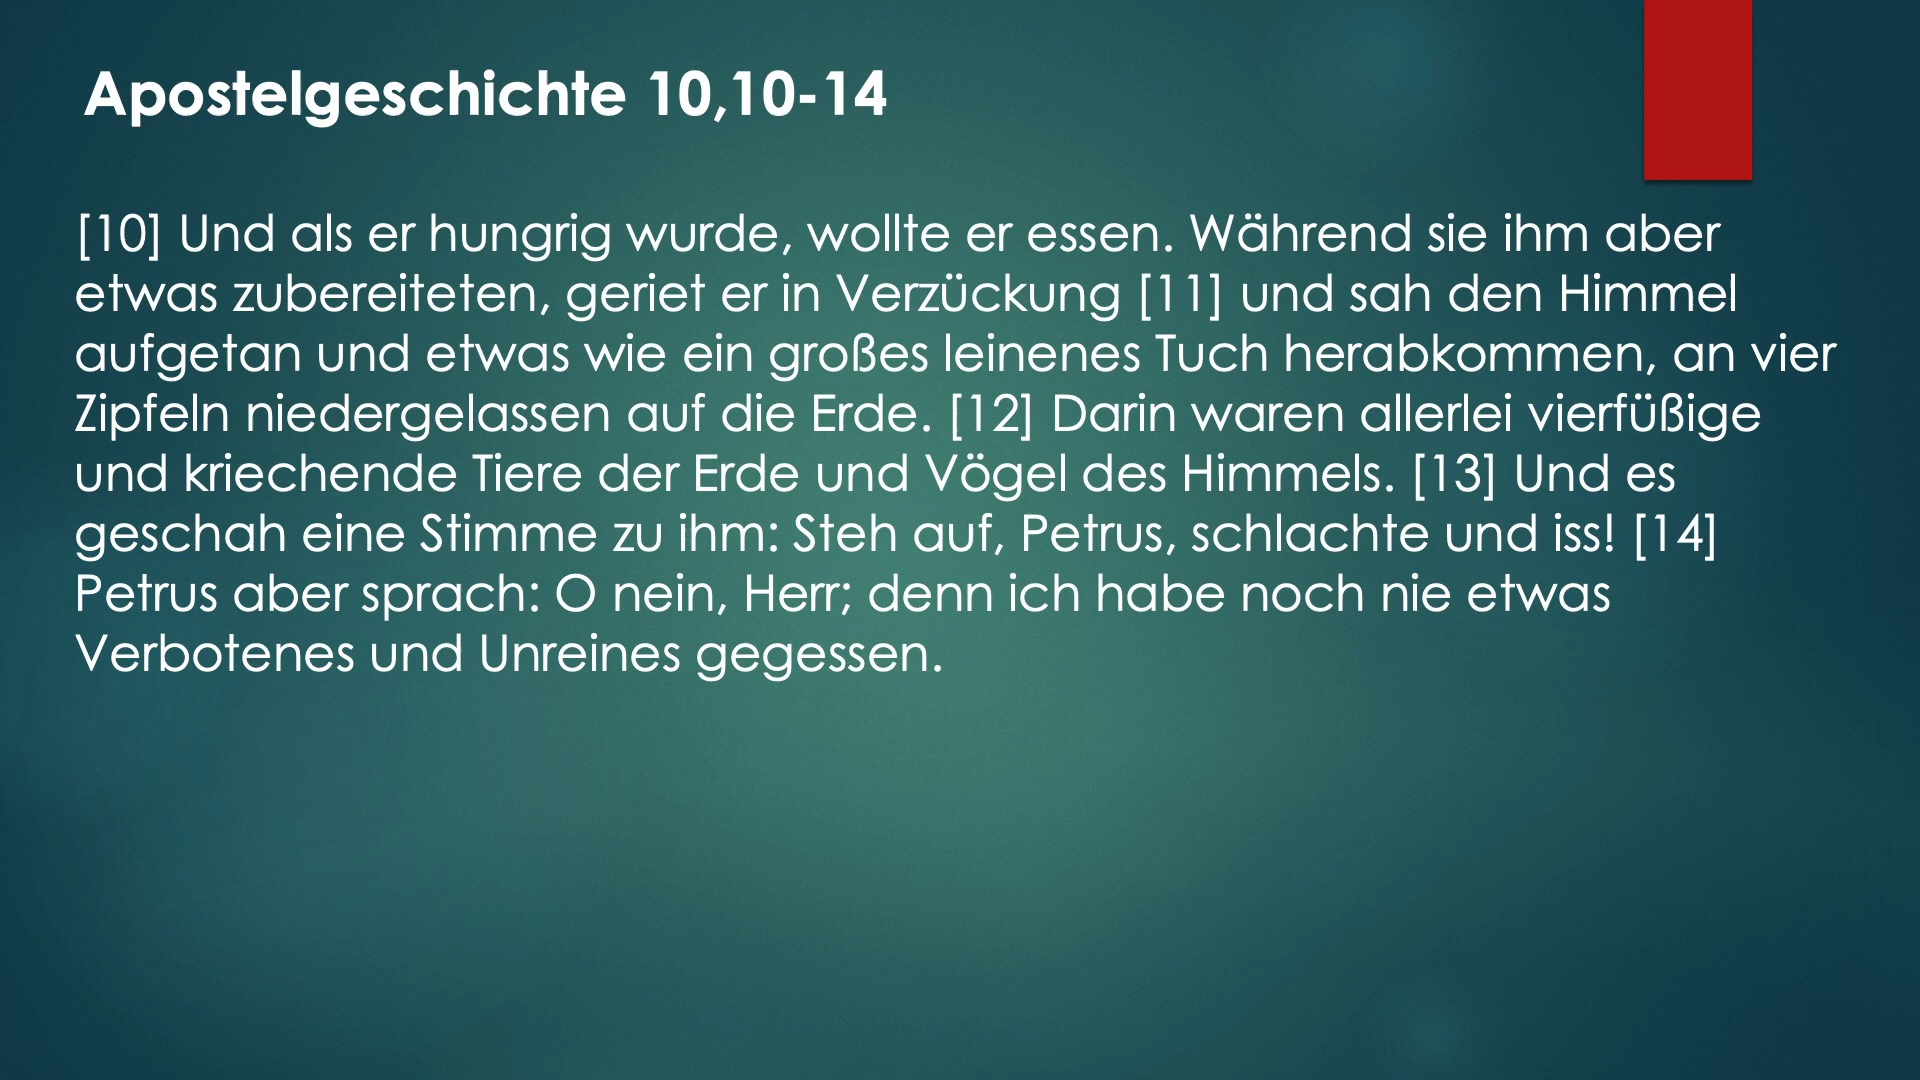 Apostelgeschichte 10,10-14
[10] Und als er hungrig wurde, wollte er essen. Während sie ihm aber
etwas zubereiteten, geriet er in Verzückung [11] und sah den Himmel
aufgetan und etwas wie ein großes leinenes Tuch herabkommen, an vier
Zipfeln niedergelassen auf die Erde. [12] Darin waren allerlei vierfüßige
und kriechende Tiere der Erde und Vögel des Himmels. [13] Und es
geschah eine Stimme zu ihm: Steh auf, Petrus, schlachte und iss! [14]
Petrus aber sprach: O nein, Herr; denn ich habe noch nie etwas
Verbotenes und Unreines gegessen.